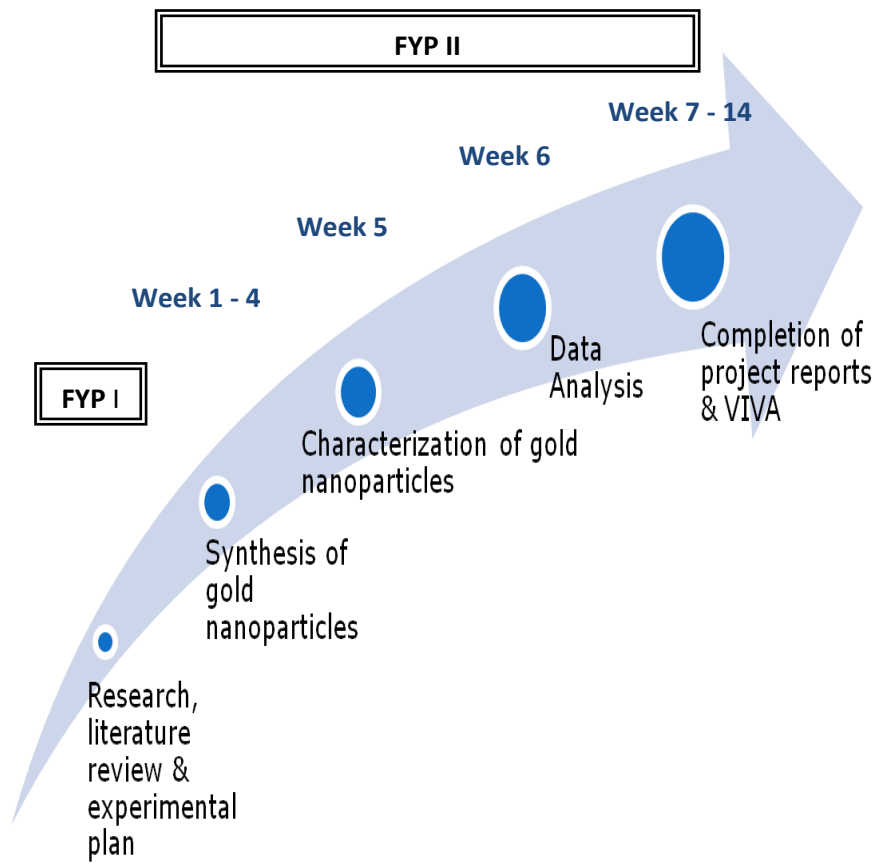 FYP II
Week 7 - 14
Week 6
Week 5
Week 1 - 4
FYP I
Completion of
project reports
& VIVA
Data
Analysis
Characterization of gold
nanoparticles
Synthesis of
gold
nanoparticles
Research,
literature
review &
experimental
plan